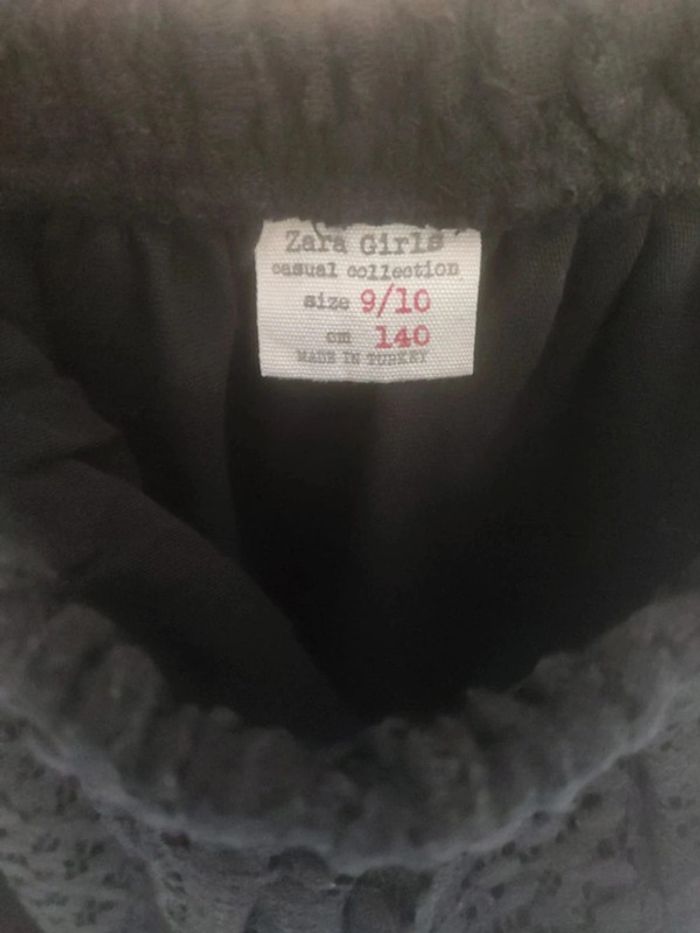 Zara Girls
casual collection
size 9/10
cm 140
MADE IN TURKEY